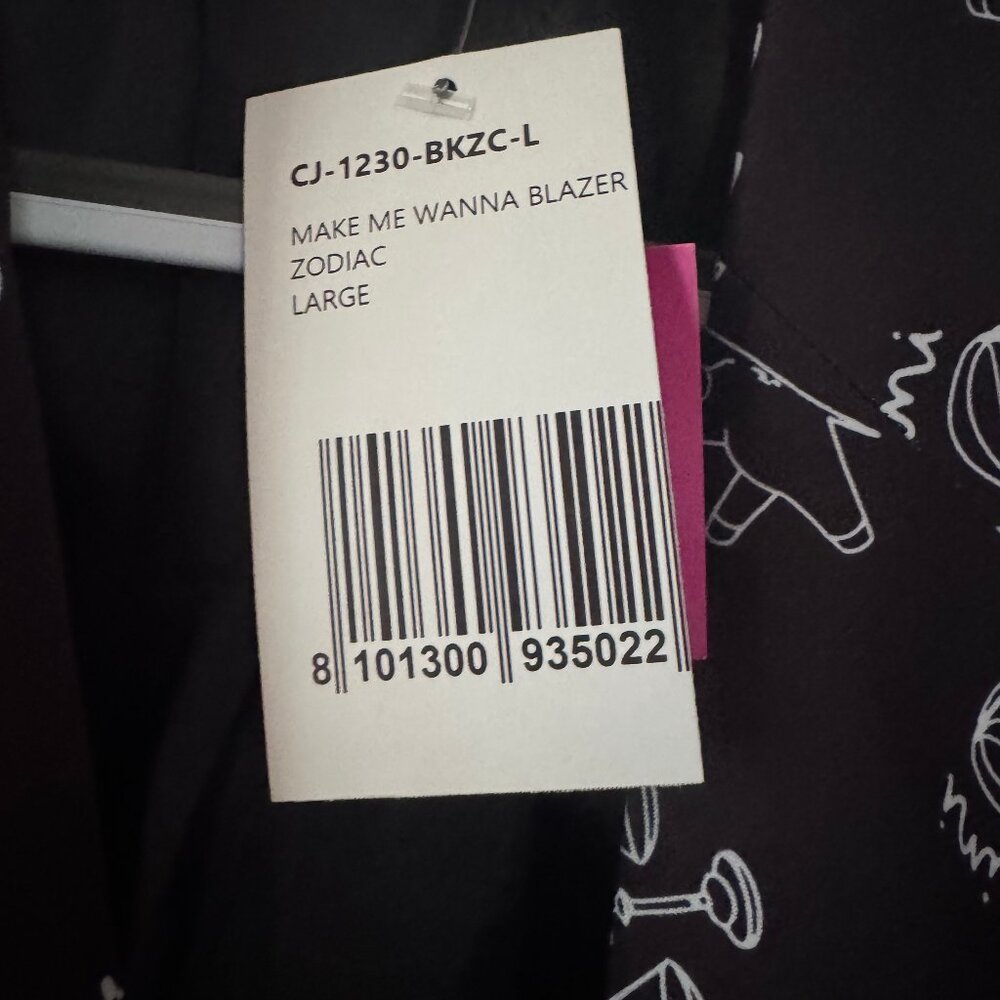 CJ-1230-BKZC-L
MAKE ME WANNA BLAZER
ZODIAC
LARGE
8 101300 935022